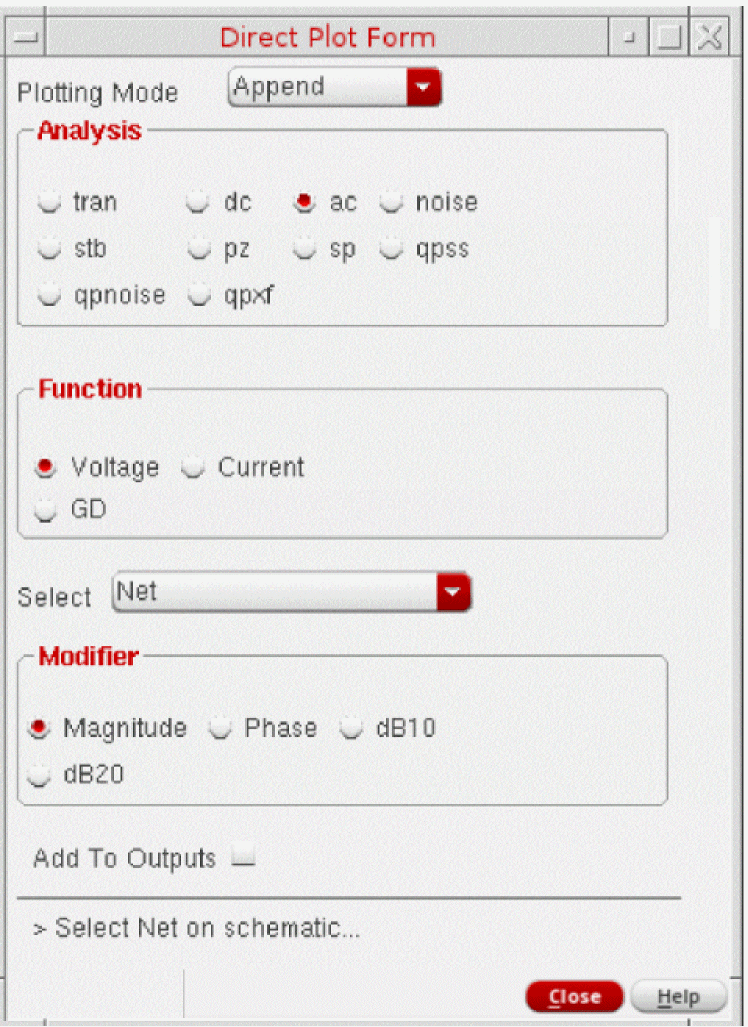 Direct Plot Form
Plotting Mode Append
Analysis
tran dc ac noise
stb pz sp qpss
qpnoise qpxf
Function
Voltage Current
GD
Select Net
Modifier
Magnitude Phase dB10
dB20
Add To Outputs
> Select Net on schematic...
Close Help